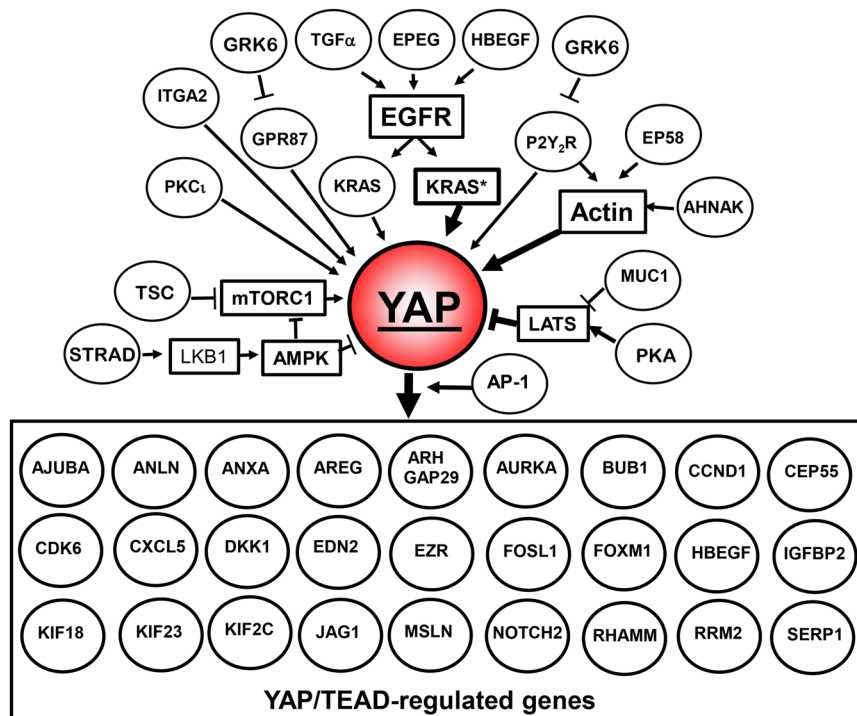 GRK6
TGFα
EPEG
HBEGF
GRK6
ITGA2
EGFR
GPR87
P2Y₂R
EP58
PKCι
KRAS
KRAS*
Actin
AHNAK
TSC
mTORC1
YAP
MUC1
LATS
STRAD
LKB1
AMPK
PKA
AP-1
AJUBA
ANLN
ANXA
AREG
ARH
GAP29
AURKA
BUB1
CCND1
CEP55
CDK6
CXCL5
DKK1
EDN2
EZR
FOSL1
FOXM1
HBEGF
IGFBP2
KIF18
KIF23
KIF2C
JAG1
MSLN
NOTCH2
RHAMM
RRM2
SERP1
YAP/TEAD-regulated genes